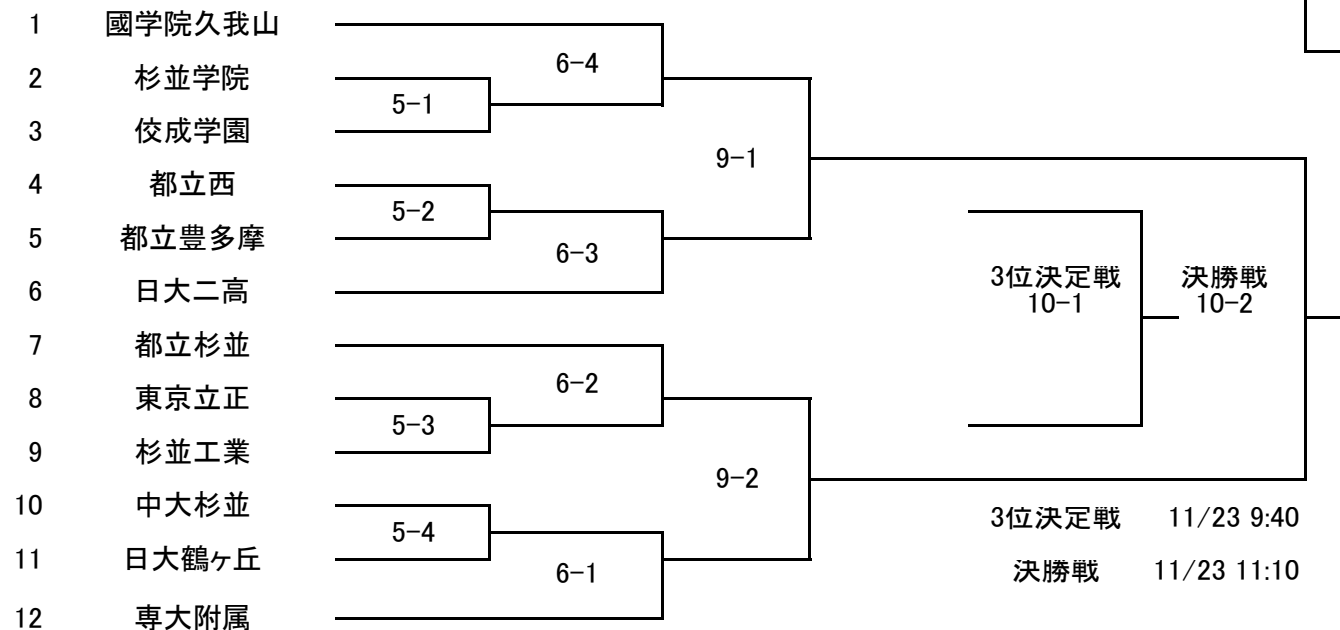 1 國学院久我山
6-4
2 杉並学院
5-1
3 佼成学園
9-1
4 都立西
5-2
5 都立豊多摩
6-3
6 日大二高
3位決定戦
10-1
決勝戦
10-2
7 都立杉並
6-2
8 東京立正
5-3
9 杉並工業
9-2
10 中大杉並
3位決定戦 11/23 9:40
5-4
11 日大鶴ヶ丘
6-1
決勝戦 11/23 11:10
12 専大附属